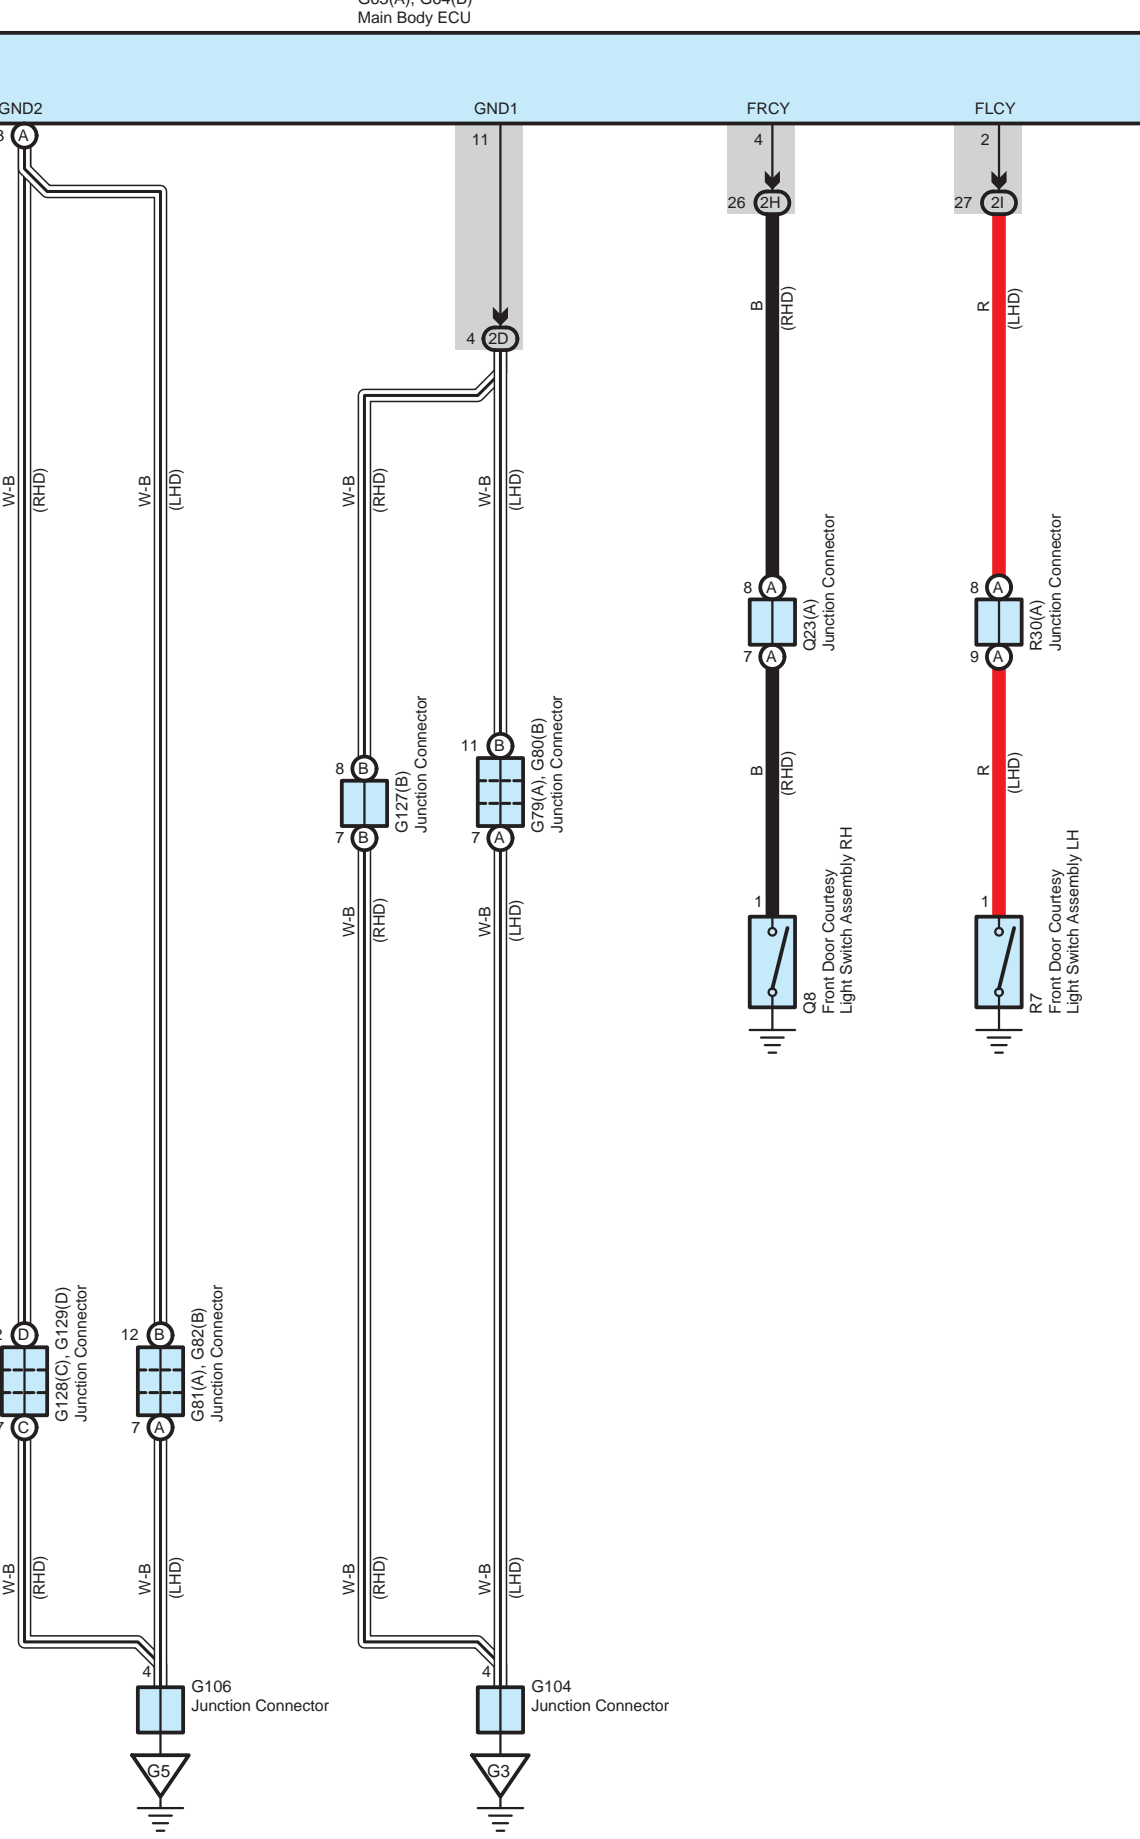 Main Body ECU
GND2
GND1
FRCY
FLCY
A
11
4
2
26 2H
27 2I
4 2D
B
(RHD)
R
(LHD)
W-B
(RHD)
W-B
(LHD)
W-B
(RHD)
W-B
(LHD)
8 A
7 A
Q23(A)
Junction Connector
8 A
9 A
R30(A)
Junction Connector
8 B
7 B
G127(B)
Junction Connector
11 B
7 A
G79(A), G80(B)
Junction Connector
B
(RHD)
R
(LHD)
1
Q8
Front Door Courtesy
Light Switch Assembly RH
1
R7
Front Door Courtesy
Light Switch Assembly LH
W-B
(RHD)
W-B
(LHD)
D
C
G128(C), G129(D)
Junction Connector
12 B
7 A
G81(A), G82(B)
Junction Connector
W-B
(RHD)
W-B
(LHD)
W-B
(RHD)
W-B
(LHD)
4
G106
Junction Connector
4
G104
Junction Connector
G5
G3